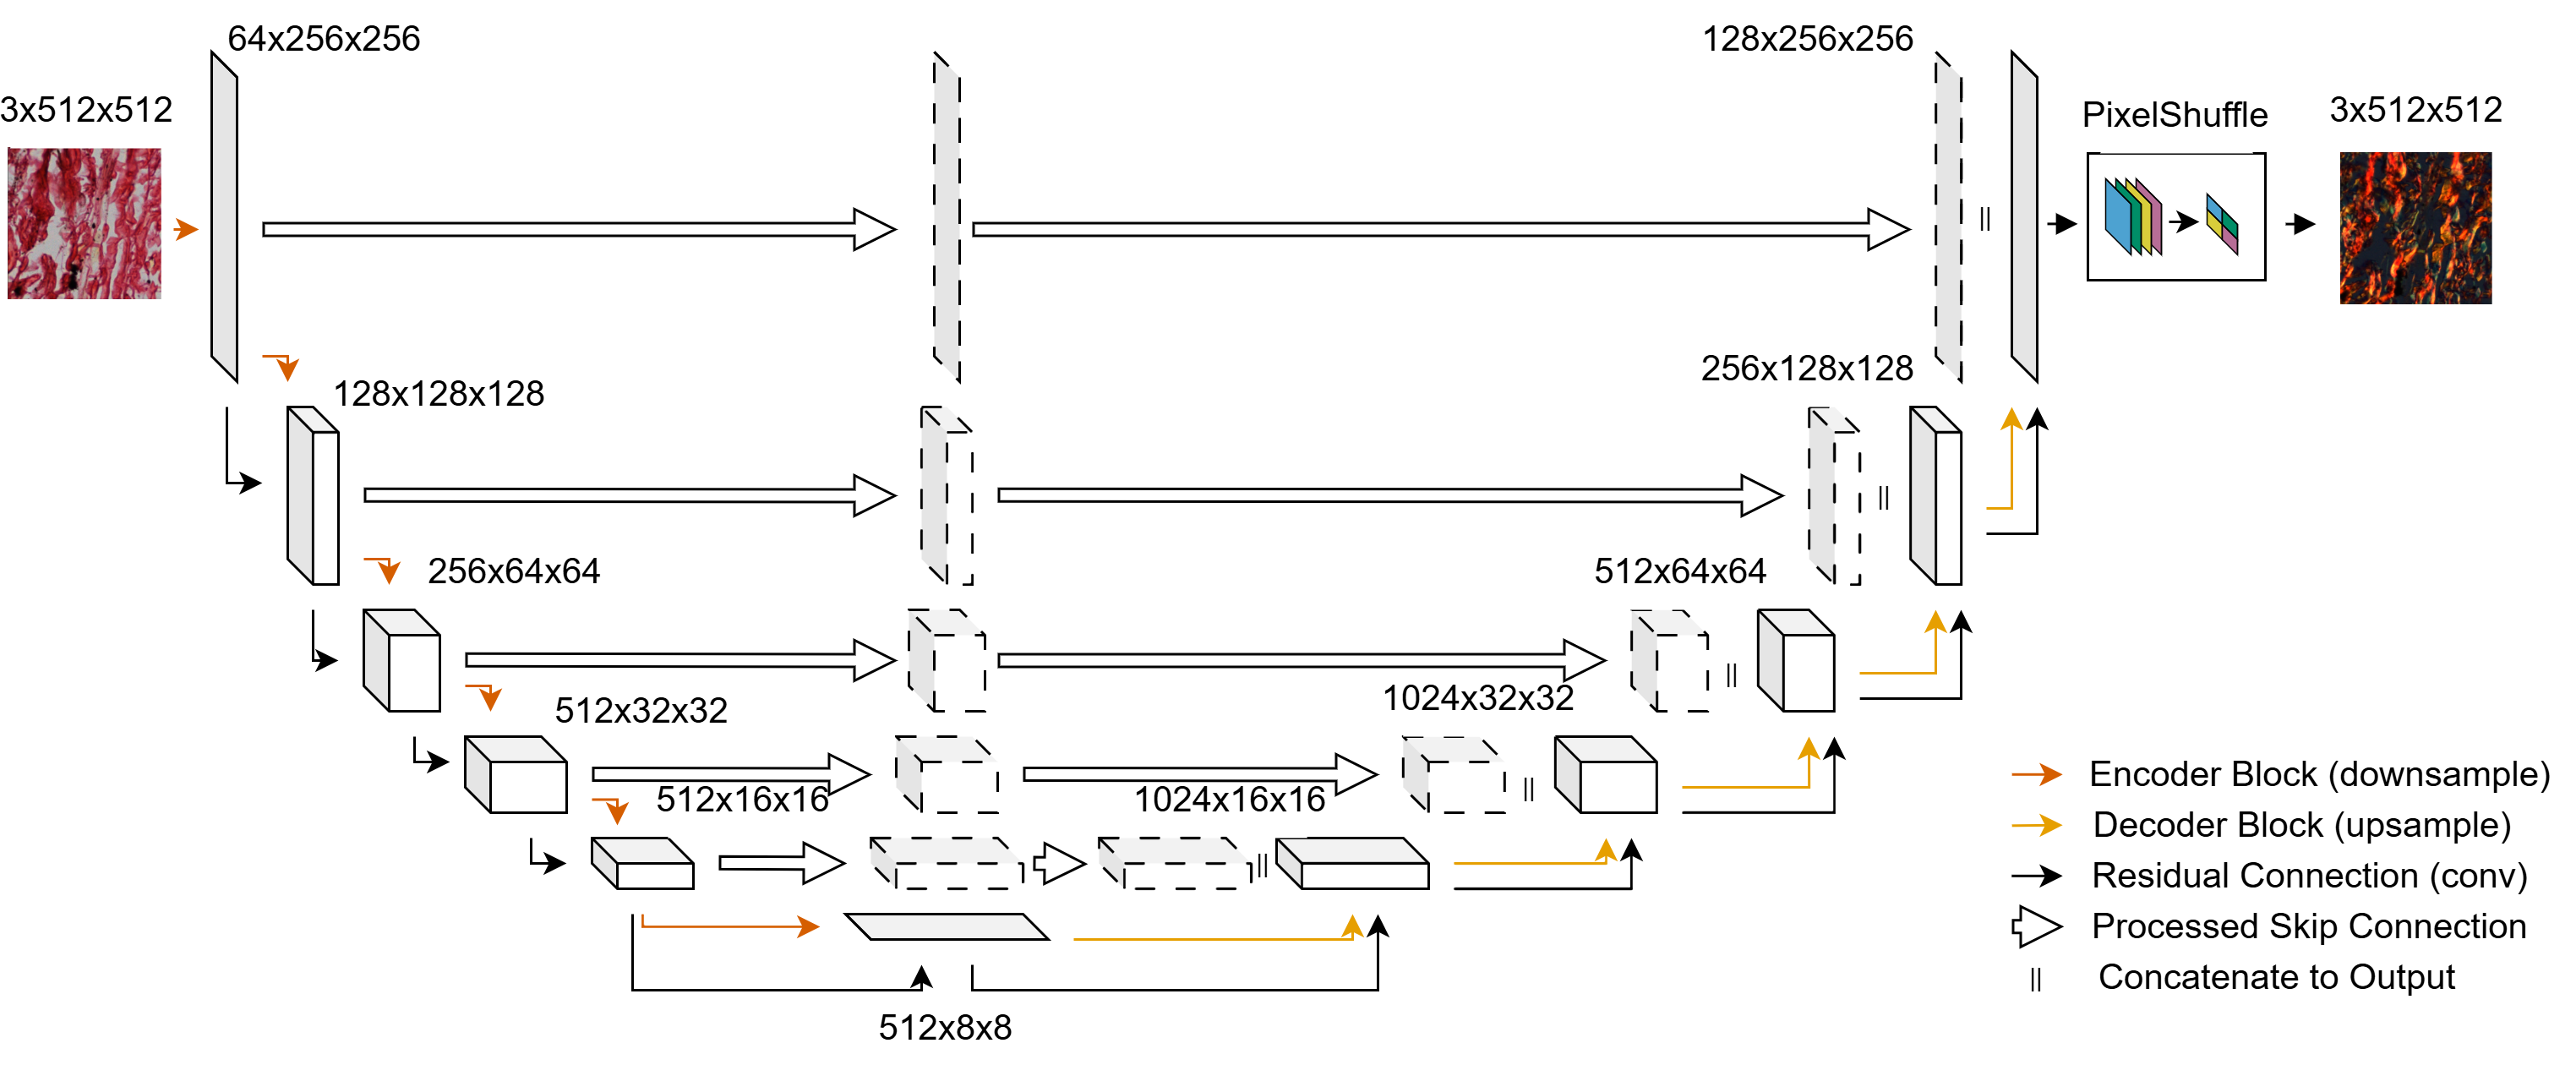 64x256x256
128x256x256
3x512x512
PixelShuffle
3x512x512
128x128x128
256x128x128
256x64x64
512x64x64
512x32x32
1024x32x32
512x16x16
1024x16x16
512x8x8
Encoder Block (downsample)
Decoder Block (upsample)
Residual Connection (conv)
Processed Skip Connection
|| Concatenate to Output